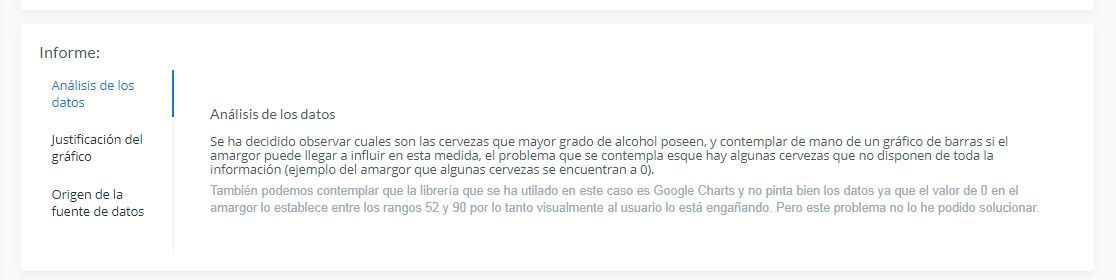 Informe:
Análisis de los
datos
Justificación del
gráfico
Origen de la
fuente de datos
Análisis de los datos
Se ha decidido observar cuales son las cervezas que mayor grado de alcohol poseen, y contemplar de mano de un gráfico de barras si el
amargor puede llegar a influir en esta medida, el problema que se contempla esque hay algunas cervezas que no disponen de toda la
información (ejemplo del amargor que algunas cervezas se encuentran a 0).
También podemos contemplar que la librería que se ha utilado en este caso es Google Charts y no pinta bien los datos ya que el valor de 0 en el
amargor lo establece entre los rangos 52 y 90 por lo tanto visualmente al usuario lo está engañando. Pero este problema no lo he podido solucionar.